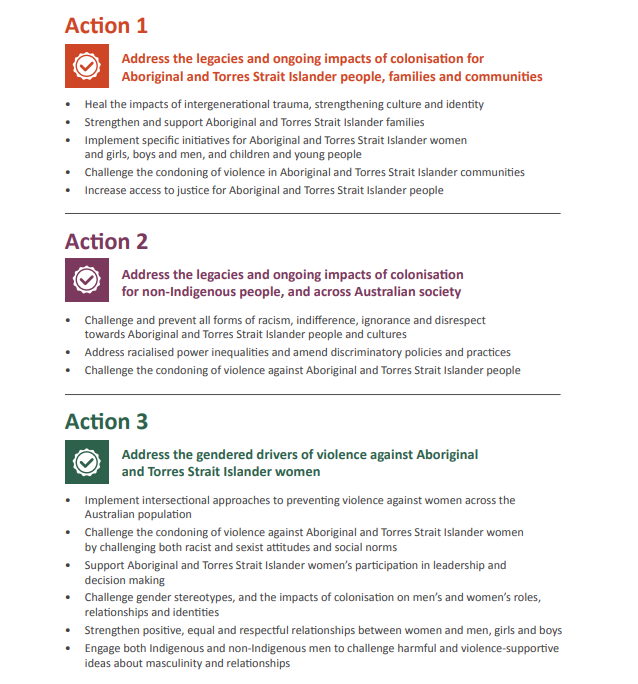 Action 1
Address the legacies and ongoing impacts of colonisation for
Aboriginal and Torres Strait Islander people, families and communities
• Heal the impacts of intergenerational trauma, strengthening culture and identity
• Strengthen and support Aboriginal and Torres Strait Islander families
• Implement specific initiatives for Aboriginal and Torres Strait Islander women
and girls, boys and men, and children and young people
• Challenge the condoning of violence in Aboriginal and Torres Strait Islander communities
• Increase access to justice for Aboriginal and Torres Strait Islander people
Action 2
Address the legacies and ongoing impacts of colonisation
for non-Indigenous people, and across Australian society
• Challenge and prevent all forms of racism, indifference, ignorance and disrespect
towards Aboriginal and Torres Strait Islander people and cultures
• Address racialised power inequalities and amend discriminatory policies and practices
• Challenge the condoning of violence against Aboriginal and Torres Strait Islander people
Action 3
Address the gendered drivers of violence against Aboriginal
and Torres Strait Islander women
• Implement intersectional approaches to preventing violence against women across the
Australian population
• Challenge the condoning of violence against Aboriginal and Torres Strait Islander women
by challenging both racist and sexist attitudes and social norms
• Support Aboriginal and Torres Strait Islander women's participation in leadership and
decision making
• Challenge gender stereotypes, and the impacts of colonisation on men's and women's roles,
relationships and identities
• Strengthen positive, equal and respectful relationships between women and men, girls and boys
• Engage both Indigenous and non-Indigenous men to challenge harmful and violence-supportive
ideas about masculinity and relationships